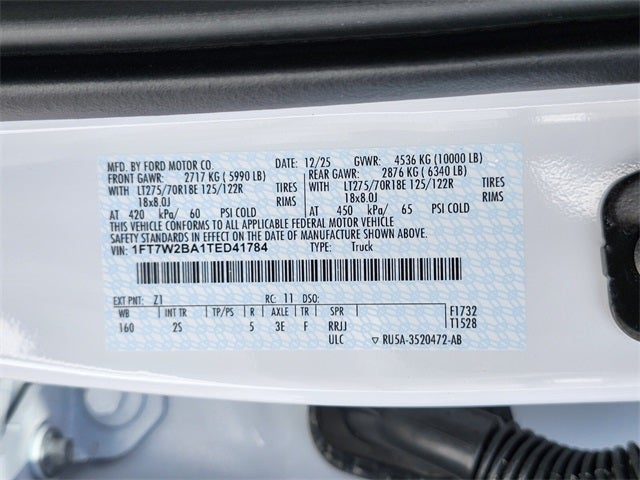 MFD. BY FORD MOTOR CO. DATE: 12/25 GVWR: 4536 KG (10000 LB)
FRONT GAWR: 2717 KG (5990 LB) REAR GAWR: 2876 KG (6340 LB)
WITH LT275/70R18E 125/122R TIRES WITH LT275/70R18E 125/122R TIRES
18x8.0J RIMS 18x8.0J RIMS
AT 420 kPa/ 60 PSI COLD AT 450 kPa/ 65 PSI COLD
THIS VEHICLE CONFORMS TO ALL APPLICABLE FEDERAL MOTOR VEHICLE
SAFETY STANDARDS IN EFFECT ON THE DATE OF MANUFACTURE SHOWN ABOVE
VIN: 1FT7W2BA1TED41784 TYPE: Truck
EXT PNT: Z1 RC: 11 DSO:
WB INT TR TP/PS R AXLE TR SPR F1732
160 2S 5 3E F RRJJ T1528
ULC RU5A-3520472-AB